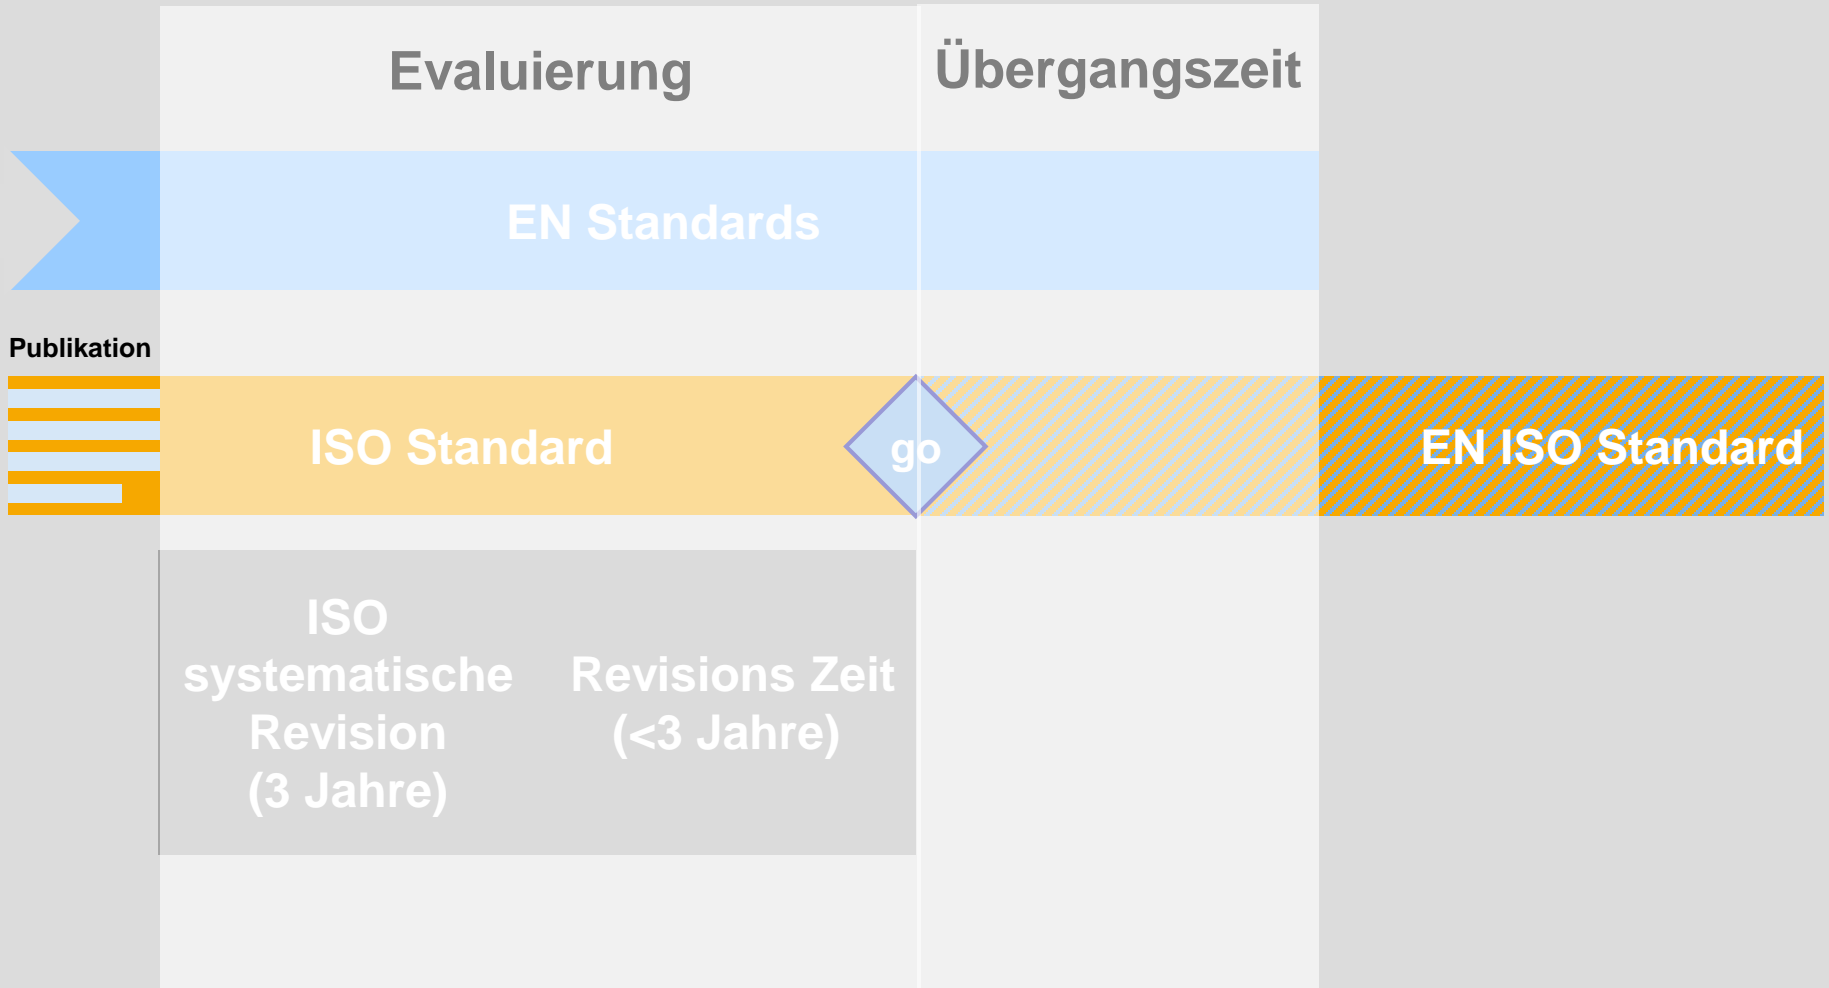 Evaluierung
Übergangszeit
EN Standards
Publikation
ISO Standard
go
EN ISO Standard
ISO
systematische
Revision
(3 Jahre)
Revisions Zeit
(<3 Jahre)